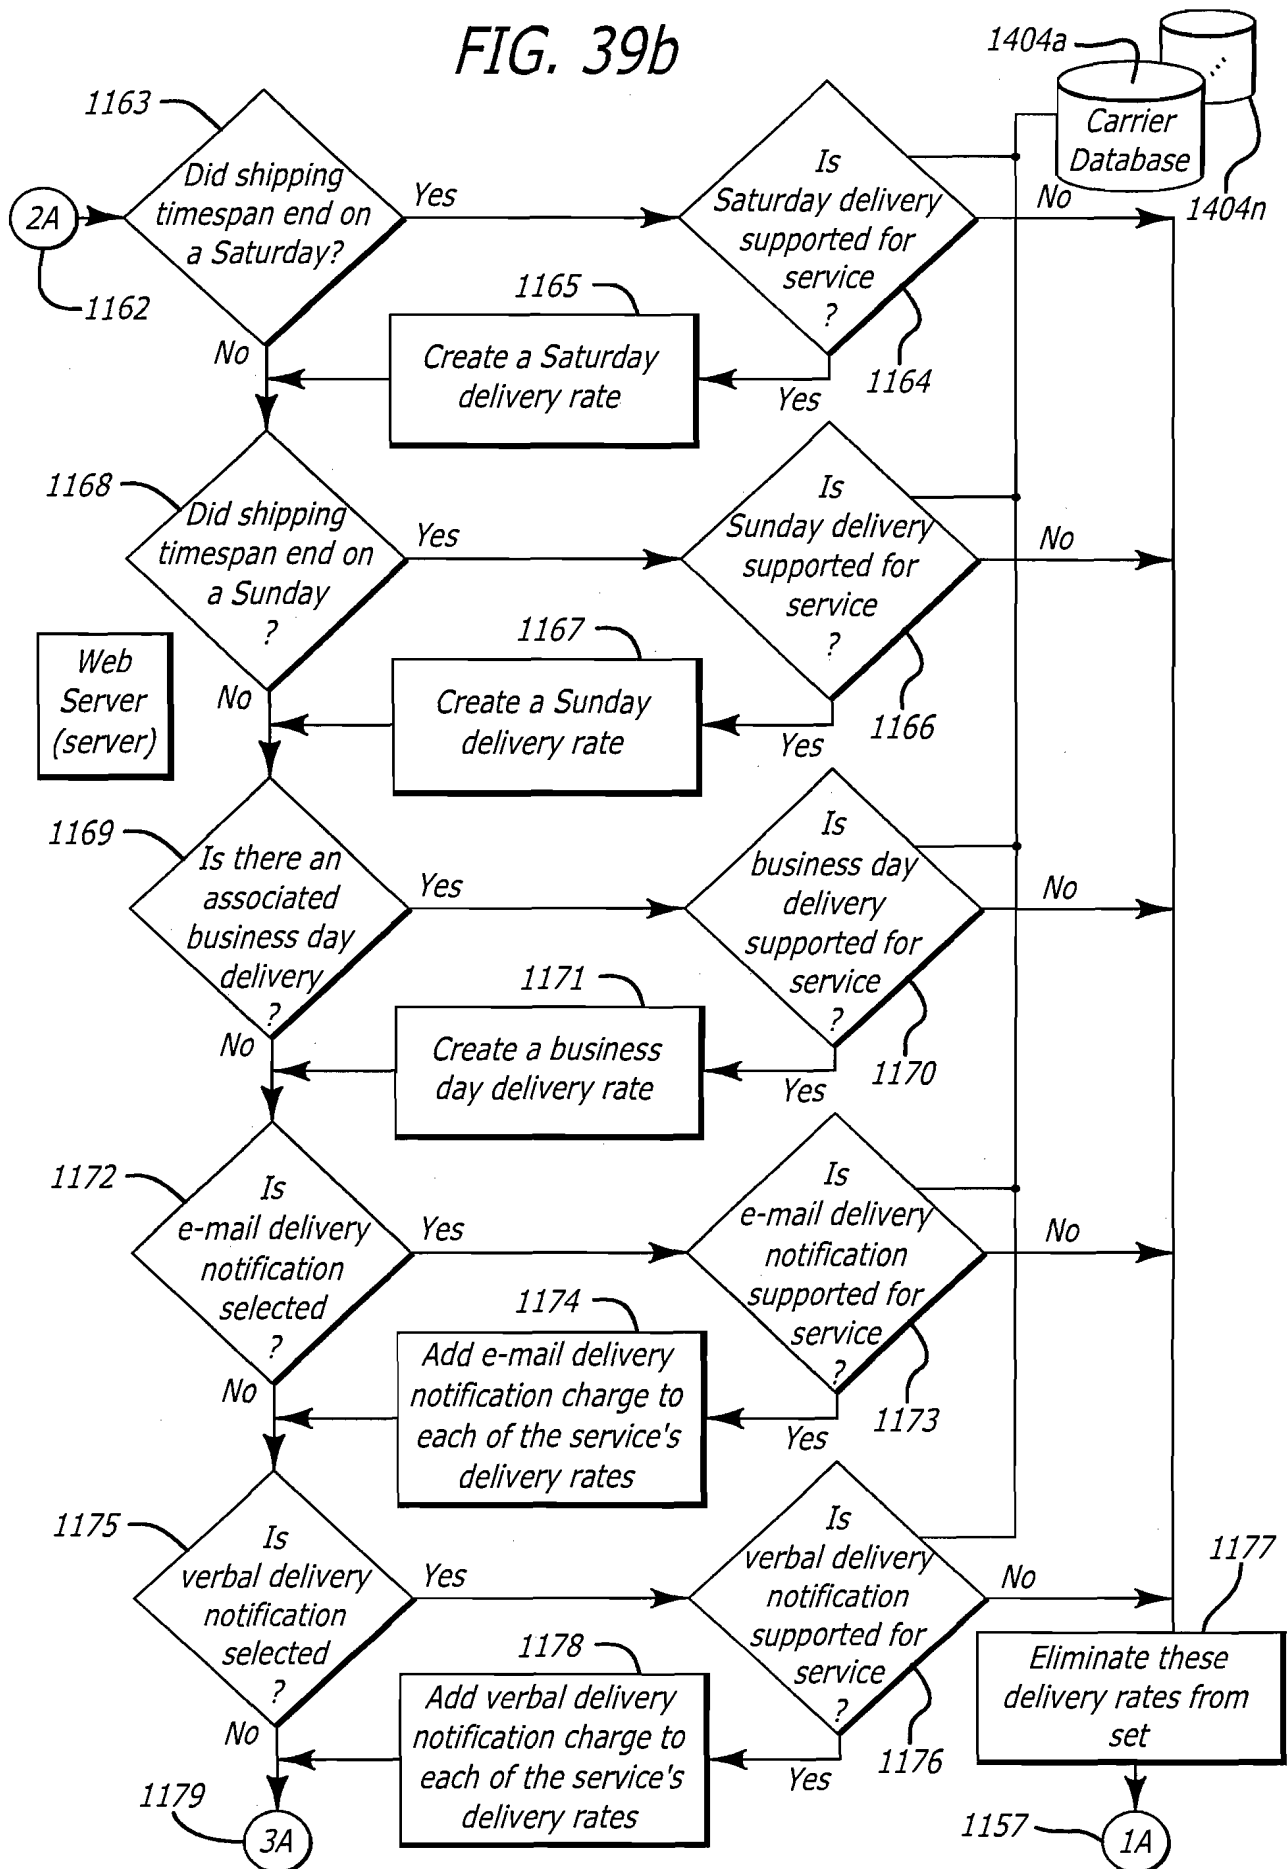 FIG. 39b
1404a
1163
Carrier
Database
1404n
Did shipping
timespan end on
a Saturday?
Yes
Is
Saturday delivery
supported for
service
?
No
2A
1162
1165
No
Create a Saturday
delivery rate
Yes
1164
1168
Did shipping
timespan end on
a Sunday
?
Yes
Is
Sunday delivery
supported for
service
?
No
Web
Server
(server)
1167
No
Create a Sunday
delivery rate
Yes
1166
1169
Is there an
associated
business day
delivery
?
Yes
Is
business day
delivery
supported for
service
?
No
1171
No
Create a business
day delivery rate
Yes
1170
1172
Is
e-mail delivery
notification
selected
?
Yes
Is
e-mail delivery
notification
supported for
service
?
No
1174
No
Add e-mail delivery
notification charge to
each of the service's
delivery rates
Yes
1173
1175
Is
verbal delivery
notification
selected
?
Yes
Is
verbal delivery
notification
supported for
service
?
No
1177
Eliminate these
delivery rates from
set
1178
No
Add verbal delivery
notification charge to
each of the service's
delivery rates
Yes
1176
1179
3A
1157
1A